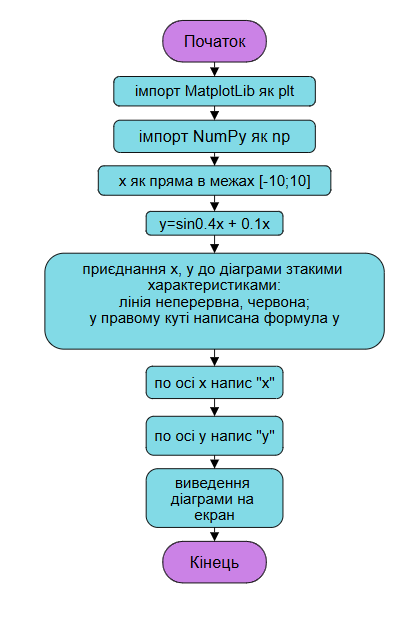 Початок
імпорт MatplotLib як plt
імпорт NumPy як np
x як пряма в межах [-10;10]
y=sin0.4x + 0.1x
приєднання x, y до діаграми зтакими
характеристиками:
лінія неперервна, червона;
у правому куті написана формула y
по осі x напис "x"
по осі y напис "y"
виведення
діаграми на
екран
Кінець